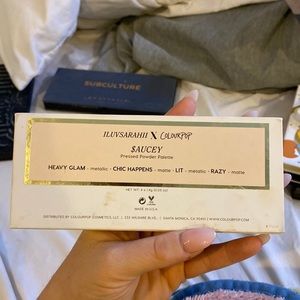 SUBCULTURE
ILUVSARAHII X COLOURPOP
$AUCEY
Pressed Powder Palette
HEAVY GLAM - metallic - CHIC HAPPENS - matte - LIT - metallic - RAZY - matte
MADE IN U.S.A.
DISTRIBUTED BY COLOURPOP COSMETICS, LLC.
SANTA MONICA, CA 90401 | WWW.COLOURPOP.COM